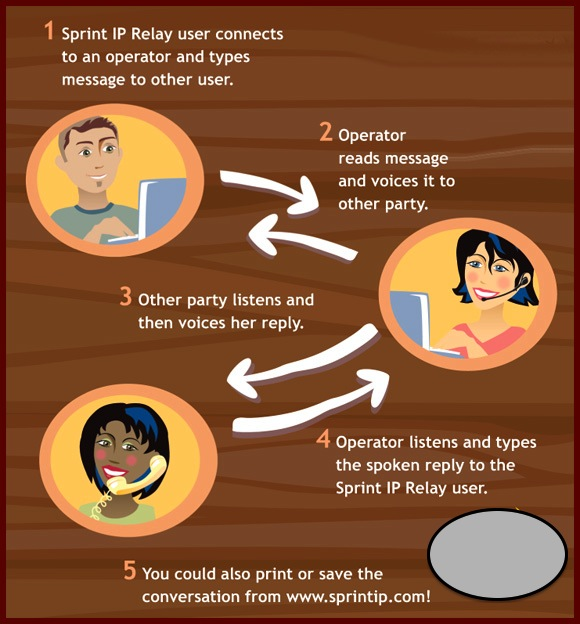 1 Sprint IP Relay user connects
to an operator and types
message to other user.
2 Operator
reads message
and voices it to
other party.
3 Other party listens and
then voices her reply.
4 Operator listens and types
the spoken reply to the
Sprint IP Relay user.
5 You could also print or save the
conversation from www.sprintip.com!